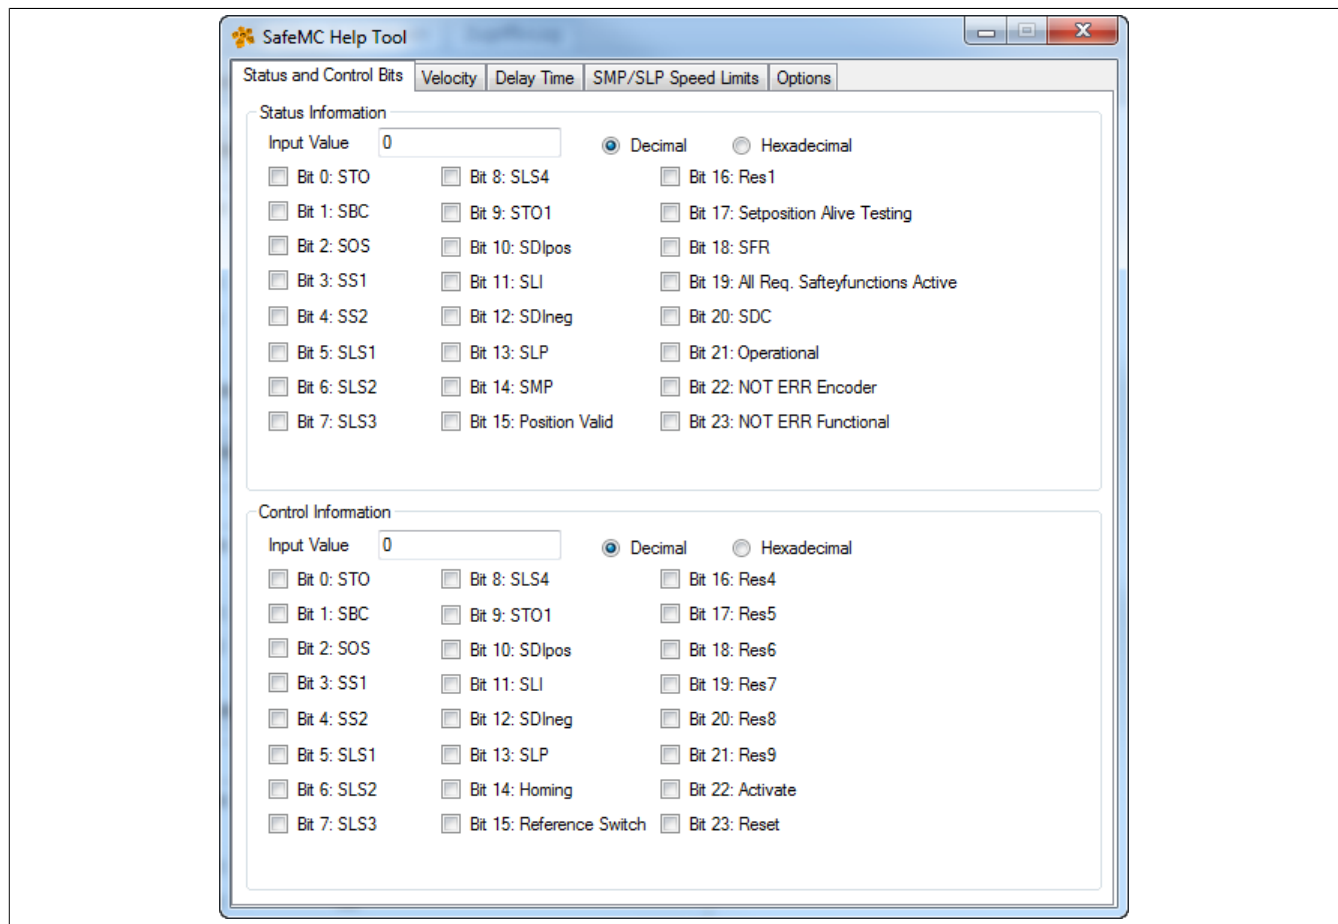 SafeMC Help Tool
Status and Control Bits Velocity Delay Time SMP/SLP Speed Limits Options
Status Information
Input Value 0 Decimal Hexadecimal
Bit 0: STO Bit 8: SLS4 Bit 16: Res1
Bit 1: SBC Bit 9: STO1 Bit 17: Setposition Alive Testing
Bit 2: SOS Bit 10: SDIpos Bit 18: SFR
Bit 3: SS1 Bit 11: SLI Bit 19: All Req. Safteyfunctions Active
Bit 4: SS2 Bit 12: SDIneg Bit 20: SDC
Bit 5: SLS1 Bit 13: SLP Bit 21: Operational
Bit 6: SLS2 Bit 14: SMP Bit 22: NOT ERR Encoder
Bit 7: SLS3 Bit 15: Position Valid Bit 23: NOT ERR Functional
Control Information
Input Value 0 Decimal Hexadecimal
Bit 0: STO Bit 8: SLS4 Bit 16: Res4
Bit 1: SBC Bit 9: STO1 Bit 17: Res5
Bit 2: SOS Bit 10: SDIpos Bit 18: Res6
Bit 3: SS1 Bit 11: SLI Bit 19: Res7
Bit 4: SS2 Bit 12: SDIneg Bit 20: Res8
Bit 5: SLS1 Bit 13: SLP Bit 21: Res9
Bit 6: SLS2 Bit 14: Homing Bit 22: Activate
Bit 7: SLS3 Bit 15: Reference Switch Bit 23: Reset